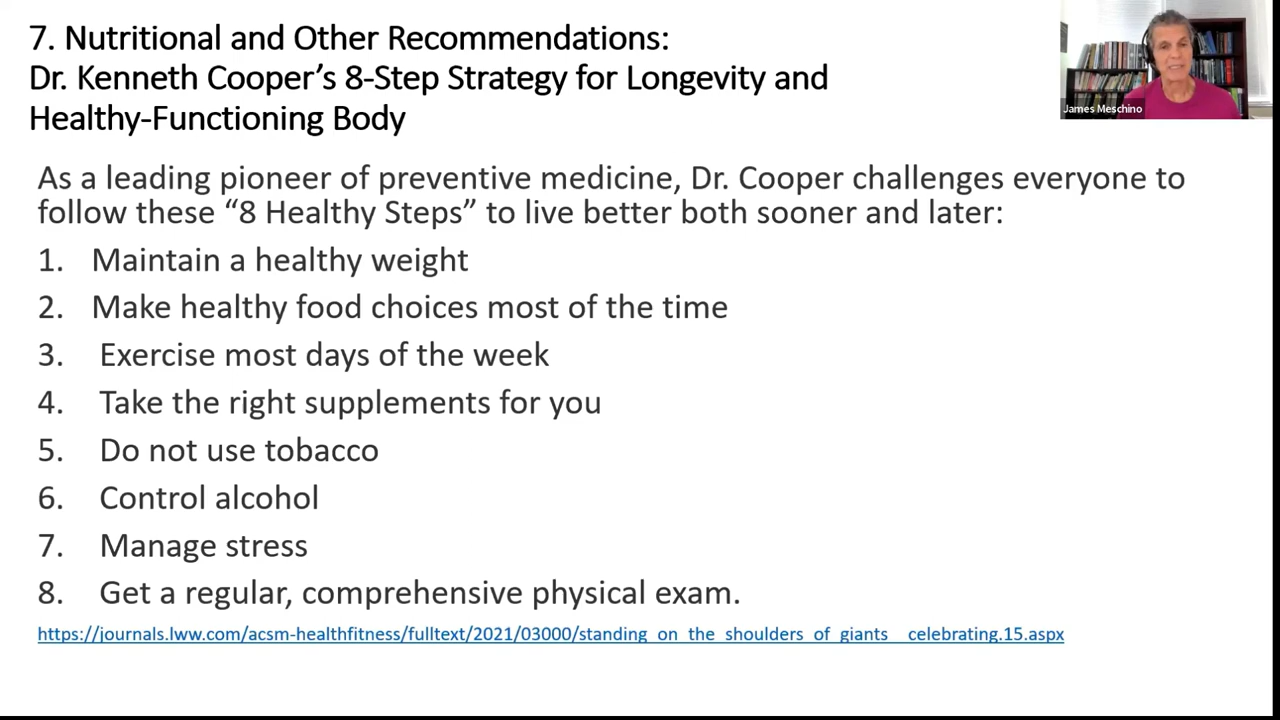 7. Nutritional and Other Recommendations:
Dr. Kenneth Cooper's 8-Step Strategy for Longevity and
Healthy-Functioning Body
James Meschino
As a leading pioneer of preventive medicine, Dr. Cooper challenges everyone to
follow these “8 Healthy Steps” to live better both sooner and later:
1. Maintain a healthy weight
2. Make healthy food choices most of the time
3. Exercise most days of the week
4. Take the right supplements for you
5. Do not use tobacco
6. Control alcohol
7. Manage stress
8. Get a regular, comprehensive physical exam.
https://journals.lww.com/acsm-healthfitness/fulltext/2021/03000/standing_on_the_shoulders_of_giants__celebrating.15.aspx